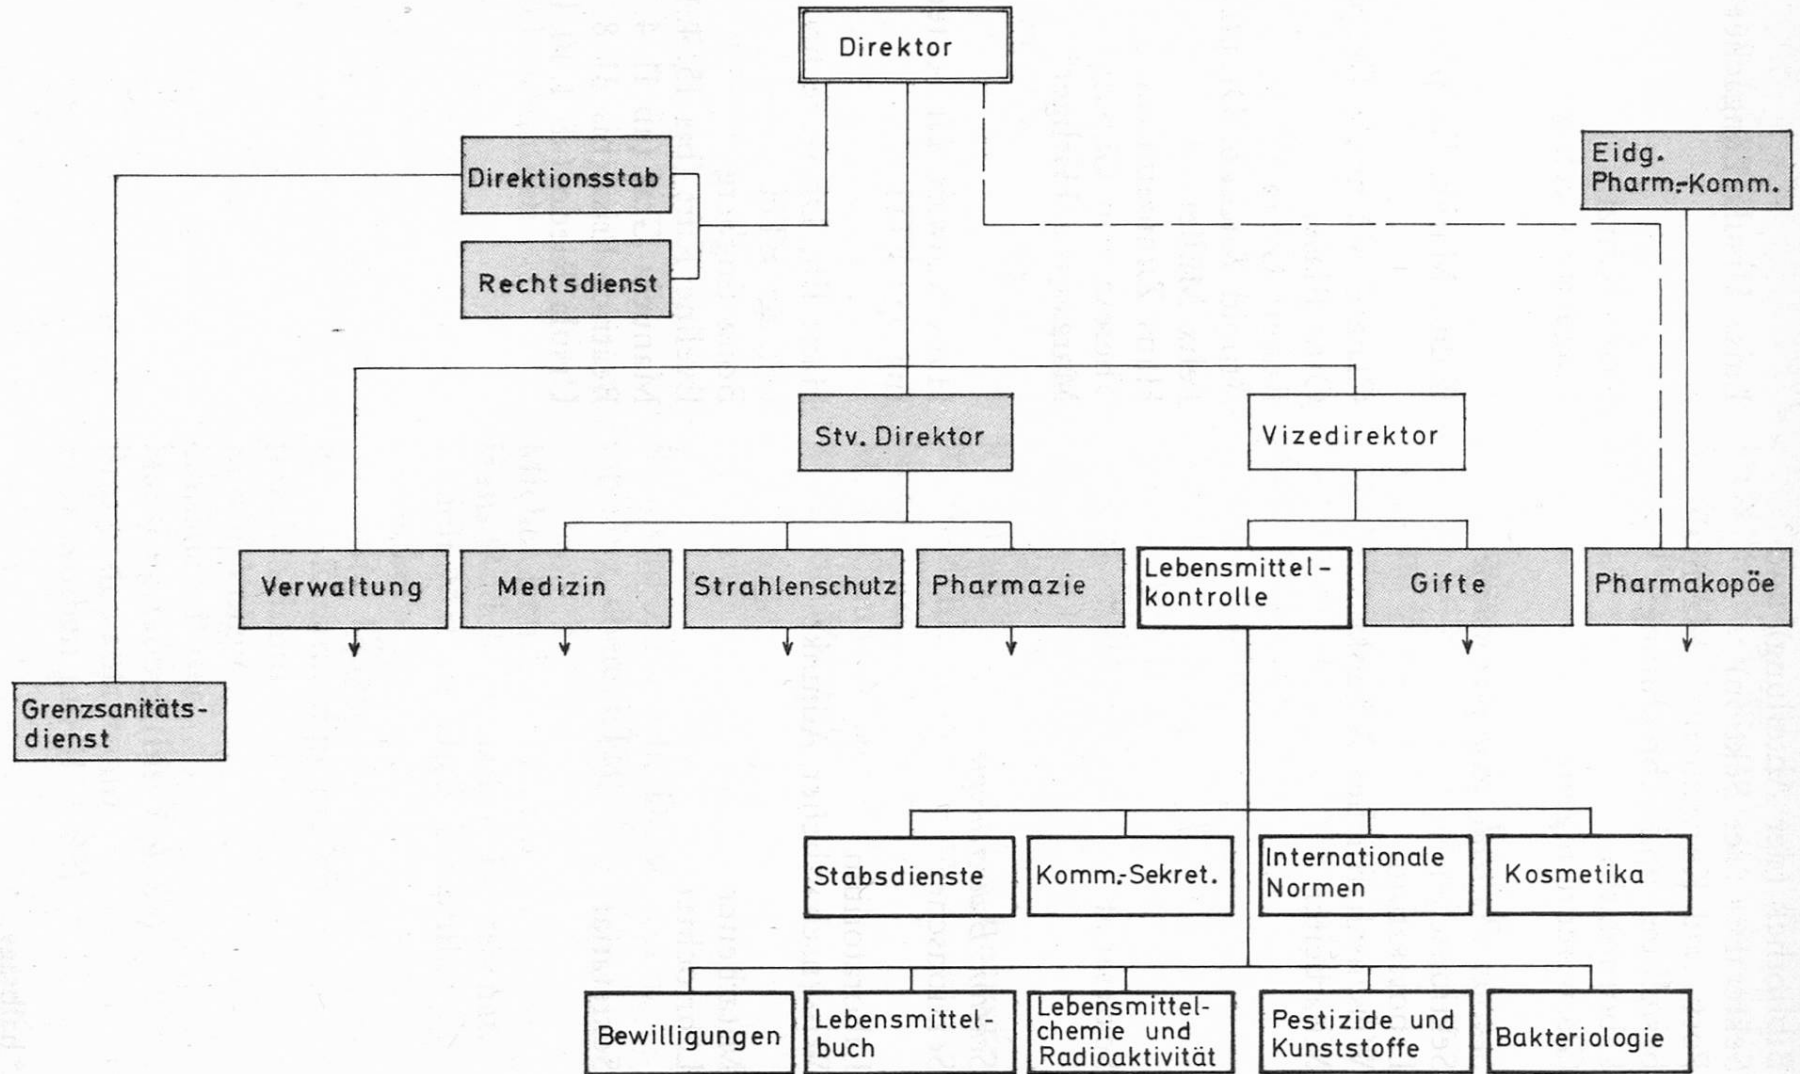 Direktor
Direktionsstab
Eidg.
Pharm.-Komm.
Rechtsdienst
Stv. Direktor
Vizedirektor
Verwaltung
Medizin
Strahlenschutz
Pharmazie
Lebensmittel-
kontrolle
Gifte
Pharmakopöe
Grenzsanitäts-
dienst
Stabsdienste
Komm.-Sekret.
Internationale
Normen
Kosmetika
Bewilligungen
Lebensmittel-
buch
Lebensmittel-
chemie und
Radioaktivität
Pestizide und
Kunststoffe
Bakteriologie